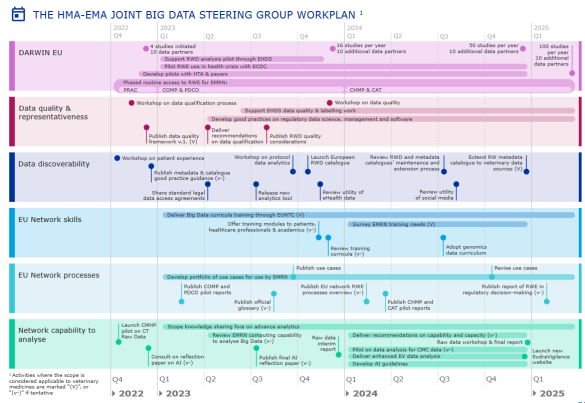 THE HMA-EMA JOINT BIG DATA STEERING GROUP WORKPLAN ¹
2022
2023
2024
2025
Q4
Q1
Q2
Q3
Q4
Q1
Q2
Q3
Q4
Q1
DARWIN EU
4 studies initiated
10 data partners
16 studies per year
10 additional data partners
50 studies per year
10 additional data partners
100
studies
per year
10 additional
data partners
Support RWD analysis pilot through EHDS
Pilot RWE use in health crisis with ECDC
Develop pilots with HTA & payers
Phased routine access to RWE for EMRN:
PRAC
COMP & PDCO
CHMP & CAT
Data quality &
representativeness
Workshop on data qualification process
Workshop on data quality
Support EHDS data quality & labelling work
Develop good practices on regulatory data science, management and software
Publish data quality
framework v.1. (V)
Deliver
recommendations
on data qualification
Publish RWD quality
considerations
Data discoverability
Workshop on patient experience
Workshop on protocol
data analytics
Launch European
RWD catalogue
Review RWD and metadata
catalogues' maintenance and
extension process
Extend RW metadata
catalogue to veterinary data
sources (V)
Publish metadata & catalogue
good practice guidance (v-)
Share standard legal
data access agreements
Release new
analytics tool
Review utility of
eHealth data
Review utility
of social media
EU Network skills
Deliver Big Data curricula training through EUNTC (V)
Offer training modules to patients,
healthcare professionals & academics (v-)
Survey EMRN training needs (V)
Review training
curricula (v-)
Adopt genomics
data curriculum
EU Network processes
Publish use cases
Revise use cases
Develop portfolio of use cases for use by EMRN
Publish COMP and
PDCO pilot reports
Publish official
glossary (v-)
Publish EU network RWE
processes overview (v-)
Publish CHMP and
CAT pilot reports
Publish report of RWE in
regulatory decision-making (v-)
Network capability to
analyse
Launch CMHP
pilot on CT
Raw Data
Scope knowledge sharing fora on advance analytics
Review EMRN computing capability
to analyse Big Data (v-)
Raw data
interim
report
Deliver recommendations on capability and capacity (v-)
Raw data workshop & final report
Consult on reflection
paper on AI (v-)
Publish final AI
reflection paper (v-)
Pilot on data analysis for CMC data (v-)
Deliver enhanced EV data analysis
Develop AI guidelines
Launch new
EudraVigilance
website
¹ Activities where the scope is
considered applicable to veterinary
medicines are marked "(V)", or
"(v-)" if tentative
Q4
Q1
Q2
Q3
Q4
Q1
Q2
Q3
Q4
Q1
2022
2023
2024
2025